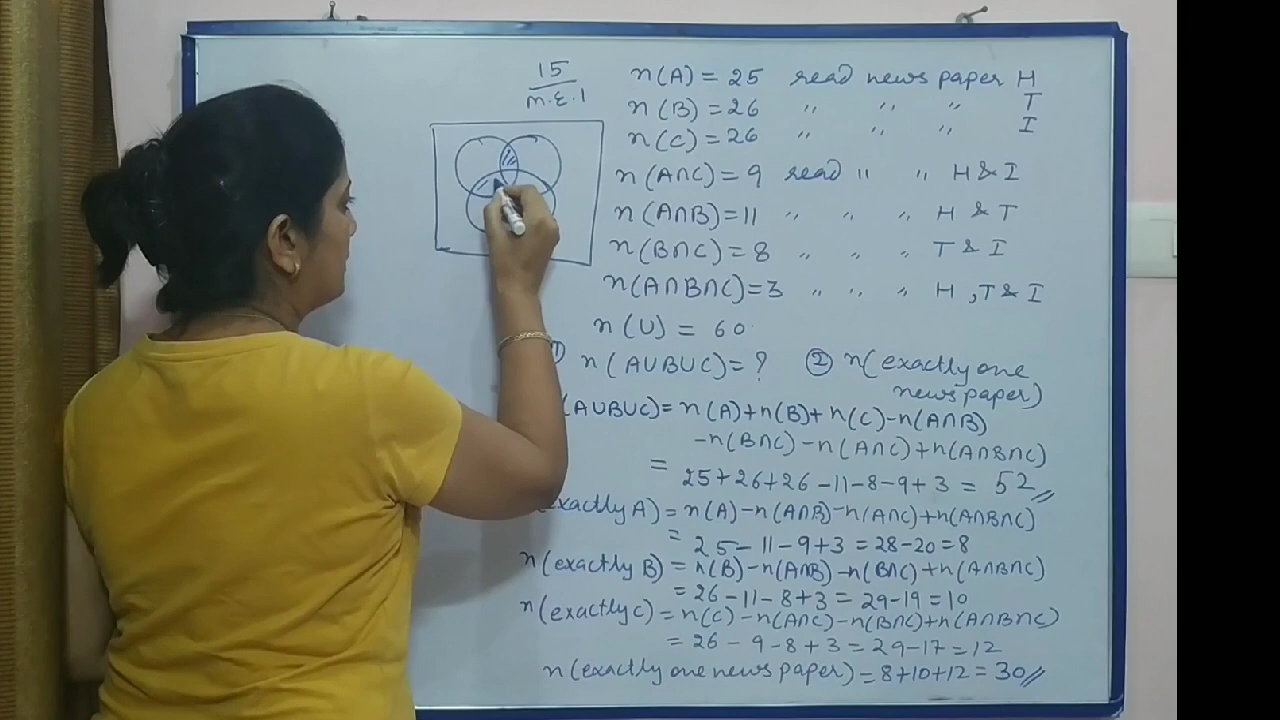 15
M.E.1
n(A) = 25 read news paper H
n(B) = 26 " " " T
n(C) = 26 " " " I
n(A∩C) = 9 read " " H & I
n(A∩B) = 11 " " " H & T
n(B∩C) = 8 " " " T & I
n(A∩B∩C) = 3 " " " H, T & I
n(U) = 60
① n(AUBUC) = ? ② n(exactly one
news paper)
(AUBUC) = n(A)+n(B)+n(C)-n(A∩B)
-n(B∩C)-n(A∩C)+n(A∩B∩C)
= 25+26+26-11-8-9+3 = 52
(exactly A) = n(A)-n(A∩B)-n(A∩C)+n(A∩B∩C)
= 25-11-9+3 = 28-20 = 8
n(exactly B) = n(B)-n(A∩B)-n(B∩C)+n(A∩B∩C)
= 26-11-8+3 = 29-19 = 10
n(exactly C) = n(C)-n(A∩C)-n(B∩C)+n(A∩B∩C)
= 26-9-8+3 = 29-17 = 12
n(exactly one news paper) = 8+10+12 = 30